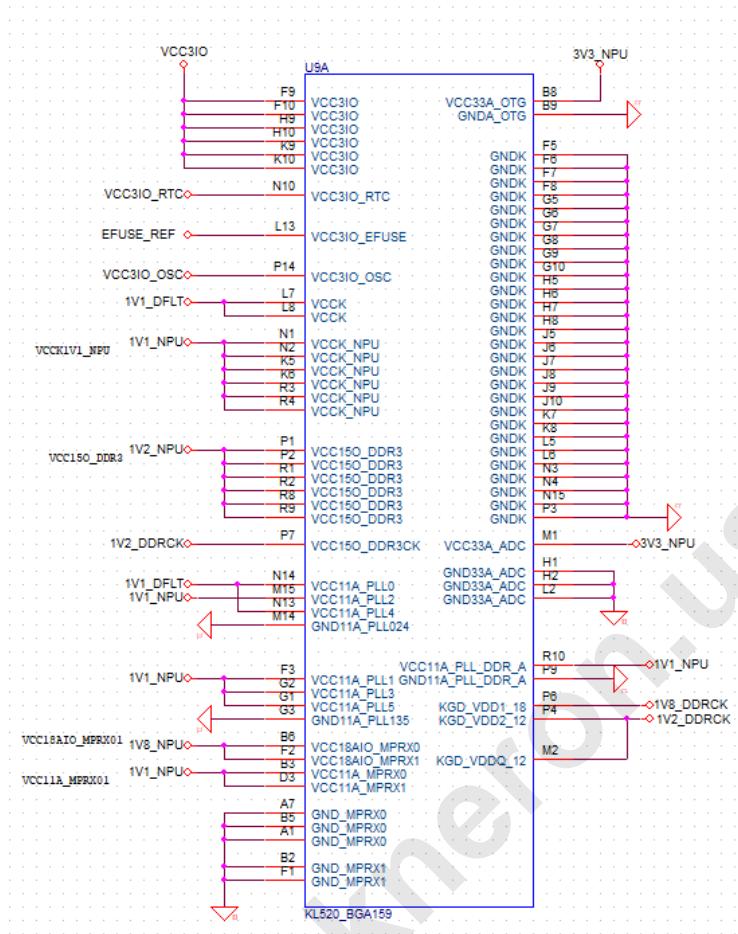 VCC3IO
3V3_NPU
U9A
F9 VCC3IO
F10 VCC3IO
H9 VCC3IO
H10 VCC3IO
K9 VCC3IO
K10 VCC3IO
VCC3IO_RTC N10 VCC3IO_RTC
EFUSE_REF L13 VCC3IO_EFUSE
VCC3IO_OSC P14 VCC3IO_OSC
1V1_DFLT L7 VCCK
L8 VCCK
VCCK1V1_NPU
1V1_NPU N1 VCCK_NPU
N2 VCCK_NPU
K5 VCCK_NPU
K6 VCCK_NPU
R3 VCCK_NPU
R4 VCCK_NPU
VCC15O_DDR3
1V2_NPU P1 VCC15O_DDR3
P2 VCC15O_DDR3
R1 VCC15O_DDR3
R2 VCC15O_DDR3
R8 VCC15O_DDR3
R9 VCC15O_DDR3
1V2_DDRCK P7 VCC15O_DDR3CK
1V1_DFLT N14 VCC11A_PLL0
1V1_NPU M15 VCC11A_PLL2
N13 VCC11A_PLL4
M14 GND11A_PLL024
1V1_NPU F3 VCC11A_PLL1
G2 VCC11A_PLL3
G1 VCC11A_PLL5
G3 GND11A_PLL135
VCC18AIO_MPRX01
1V8_NPU B6 VCC18AIO_MPRX0
F2 VCC18AIO_MPRX1
VCC11A_MPRX01
1V1_NPU B3 VCC11A_MPRX0
D3 VCC11A_MPRX1
A7 GND_MPRX0
B5 GND_MPRX0
A1 GND_MPRX0
B2 GND_MPRX1
F1 GND_MPRX1
VCC33A_OTG B8
GNDA_OTG B9
GNDK F5
GNDK F6
GNDK F7
GNDK F8
GNDK G5
GNDK G6
GNDK G7
GNDK G8
GNDK G9
GNDK G10
GNDK H5
GNDK H6
GNDK H7
GNDK H8
GNDK J5
GNDK J6
GNDK J7
GNDK J8
GNDK J9
GNDK J10
GNDK K7
GNDK K8
GNDK L5
GNDK L6
GNDK N3
GNDK N4
GNDK N15
GNDK P3
VCC33A_ADC M1 3V3_NPU
GND33A_ADC H1
GND33A_ADC H2
GND33A_ADC L2
VCC11A_PLL_DDR_A R10 1V1_NPU
GND11A_PLL_DDR_A P9
KGD_VDD1_18 P6 1V8_DDRCK
KGD_VDD2_12 P4 1V2_DDRCK
KGD_VDDQ_12 M2
KL520_BGA159
kneron.us